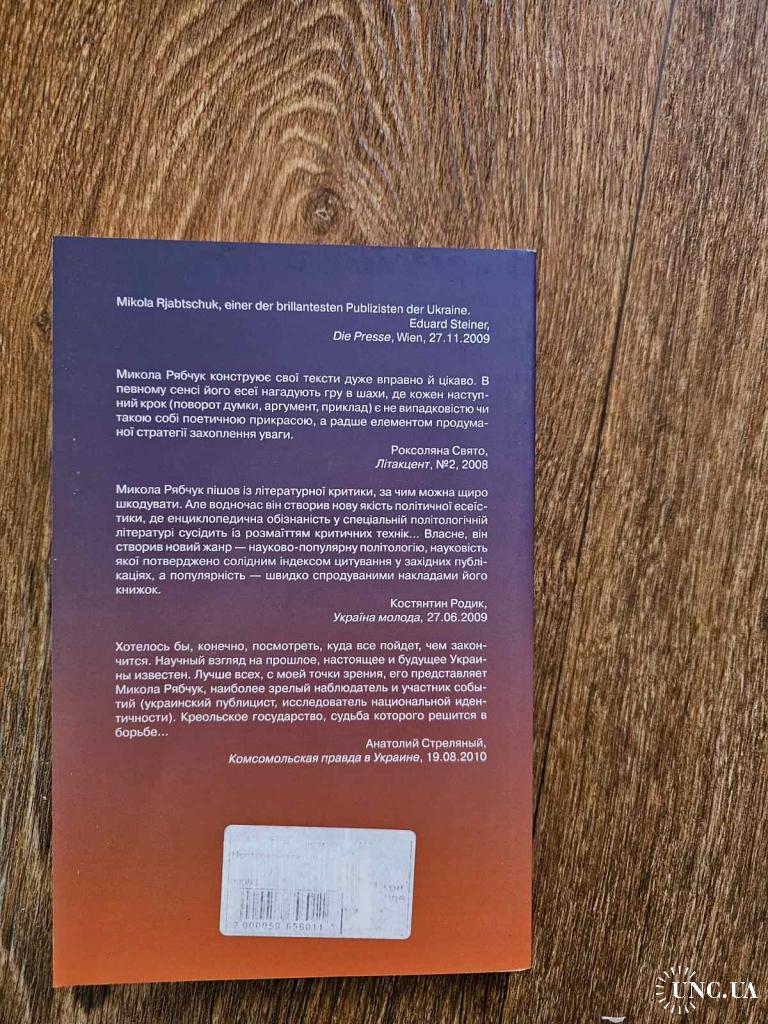 Mikola Rjabtschuk, einer der brillantesten Publizisten der Ukraine.
Eduard Steiner,
Die Presse, Wien, 27.11.2009
Микола Рябчук конструює свої тексти дуже вправно й цікаво. В
певному сенсі його есеї нагадують гру в шахи, де кожен наступ-
ний крок (поворот думки, аргумент, приклад) є не випадковістю чи
такою собі поетичною прикрасою, а радше елементом продума-
ної стратегії захоплення уваги.
Роксоляна Свято,
Літакцент, №2, 2008
Микола Рябчук пішов із літературної критики, за чим можна щиро
шкодувати. Але водночас він створив нову якість політичної есеїс-
тики, де енциклопедична обізнаність у спеціальній політологічній
літературі сусідить із розмаїттям критичних технік... Власне, він
створив новий жанр — науково-популярну політологію, науковість
якої потверджено солідним індексом цитування у західних публі-
каціях, а популярність — швидко спродуваними накладами його
книжок.
Костянтин Родик,
Україна молода, 27.06.2009
Хотелось бы, конечно, посмотреть, куда все пойдет, чем закон-
чится. Научный взгляд на прошлое, настоящее и будущее Украи-
ны известен. Лучше всех, с моей точки зрения, его представляет
Микола Рябчук, наиболее зрелый наблюдатель и участник собы-
тий (украинский публицист, исследователь национальной иден-
тичности). Креольское государство, судьба которого решится в
борьбе...
Анатолий Стреляный,
Комсомольская правда в Украине, 19.08.2010
UNC.UA